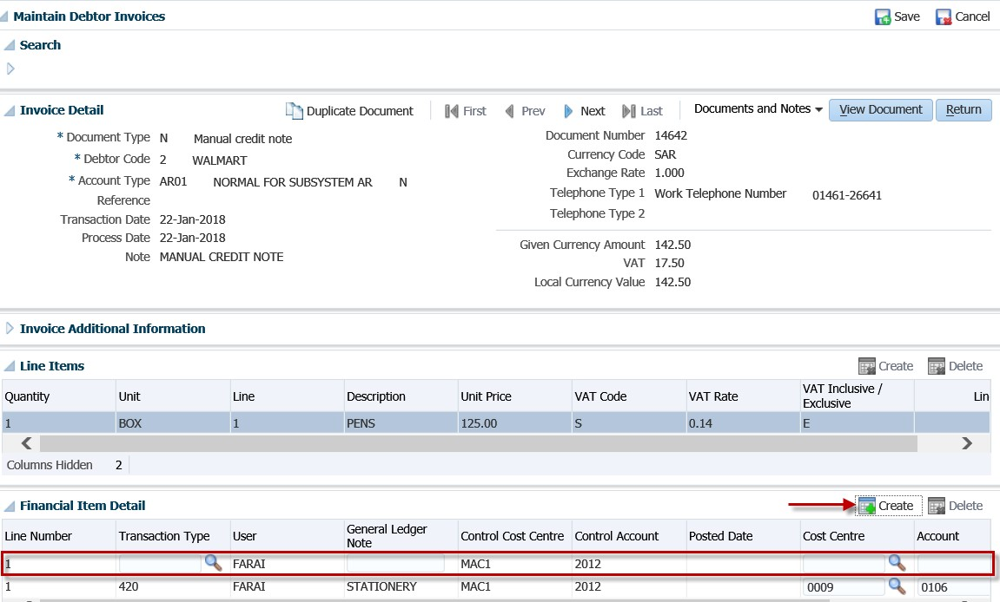 Maintain Debtor Invoices Save Cancel
Search
Invoice Detail Duplicate Document First Prev Next Last Documents and Notes View Document Return
* Document Type N Manual credit note
* Debtor Code 2 WALMART
* Account Type AR01 NORMAL FOR SUBSYSTEM AR N
Reference
Transaction Date 22-Jan-2018
Process Date 22-Jan-2018
Note MANUAL CREDIT NOTE
Document Number 14642
Currency Code SAR
Exchange Rate 1.000
Telephone Type 1 Work Telephone Number 01461-26641
Telephone Type 2
Given Currency Amount 142.50
VAT 17.50
Local Currency Value 142.50
Invoice Additional Information
Line Items Create Delete
Quantity Unit Line Description Unit Price VAT Code VAT Rate VAT Inclusive / Exclusive Lin
1 BOX 1 PENS 125.00 S 0.14 E
Columns Hidden 2
Financial Item Detail Create Delete
Line Number Transaction Type User General Ledger Note Control Cost Centre Control Account Posted Date Cost Centre Account
1 FARAI MAC1 2012
1 420 FARAI STATIONERY MAC1 2012 0009 0106